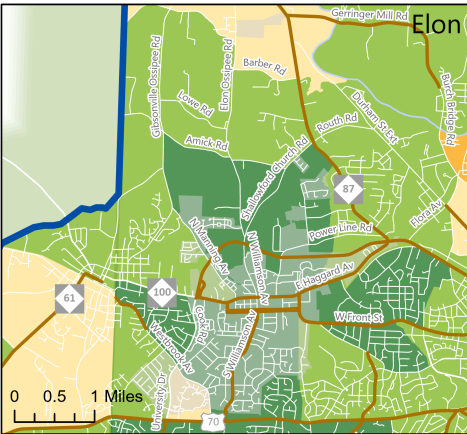 Gerringer Mill Rd
Elon
Gibsonville Ossipee Rd
Elon Ossipee Rd
Barber Rd
Burch Bridge Rd
Lowe Rd
Durham St Ext
Routh Rd
Amick Rd
Shallowford Church Rd
87
Flora Av
N Manning Av
N Williamson Av
Power Line Rd
E Haggard Av
61
100
Cook Rd
W Front St
Westbrook Av
S Williamson Av
University Dr
0 0.5 1 Miles
70